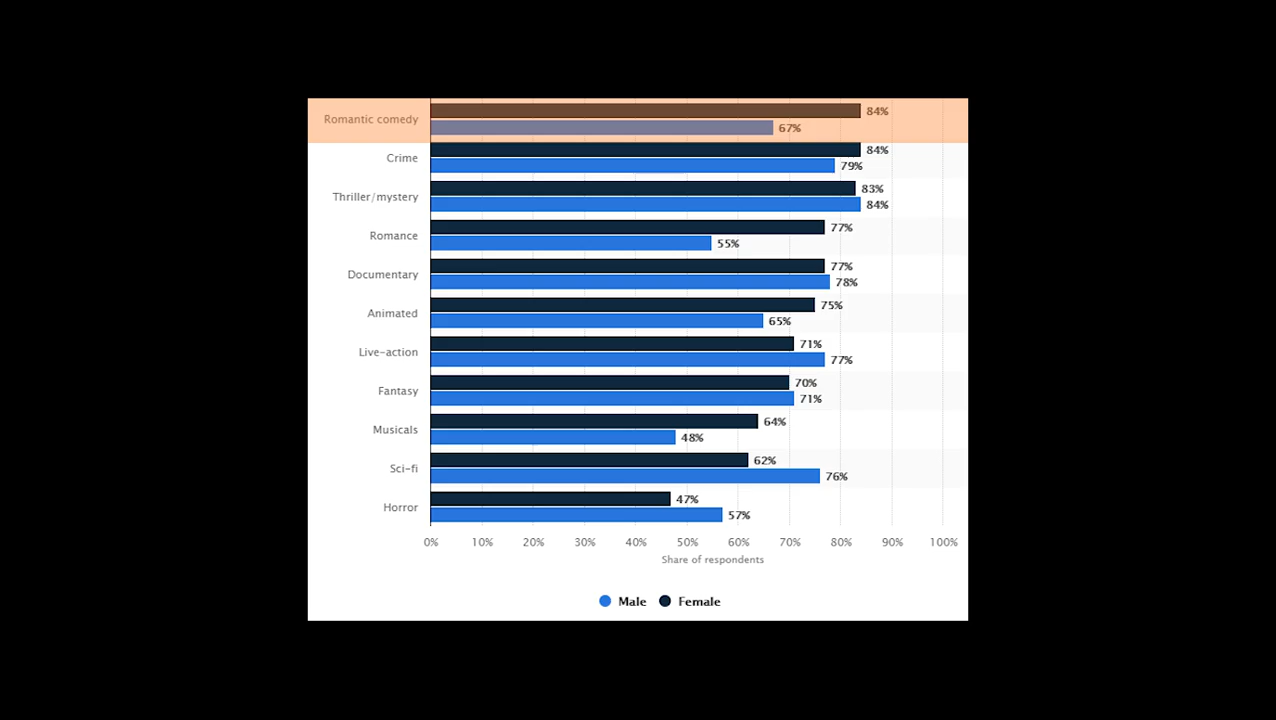 Romantic comedy 84%
67%
Crime 84%
79%
Thriller/mystery 83%
84%
Romance 77%
55%
Documentary 77%
78%
Animated 75%
65%
Live-action 71%
77%
Fantasy 70%
71%
Musicals 64%
48%
Sci-fi 62%
76%
Horror 47%
57%
0% 10% 20% 30% 40% 50% 60% 70% 80% 90% 100%
Share of respondents
Male Female